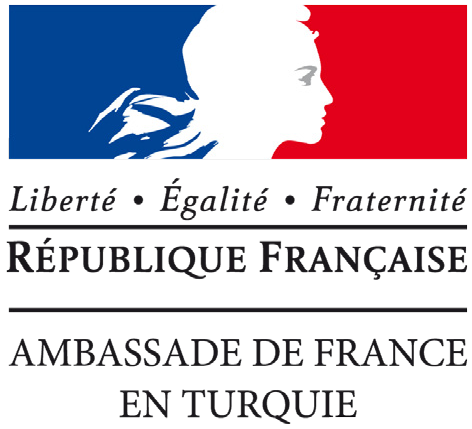 Liberté • Égalité • Fraternité
RÉPUBLIQUE FRANÇAISE
AMBASSADE DE FRANCE
EN TURQUIE